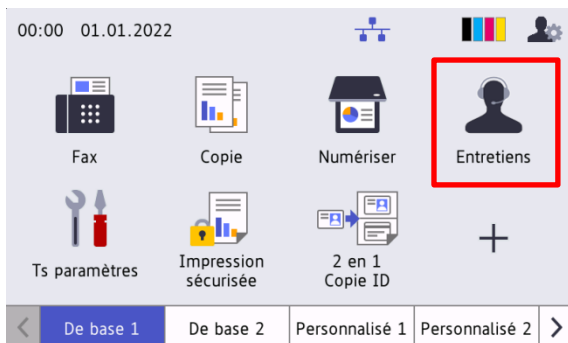 00:00 01.01.2022
Fax
Copie
Numériser
Entretiens
Ts paramètres
Impression
sécurisée
2 en 1
Copie ID
De base 1
De base 2
Personnalisé 1
Personnalisé 2